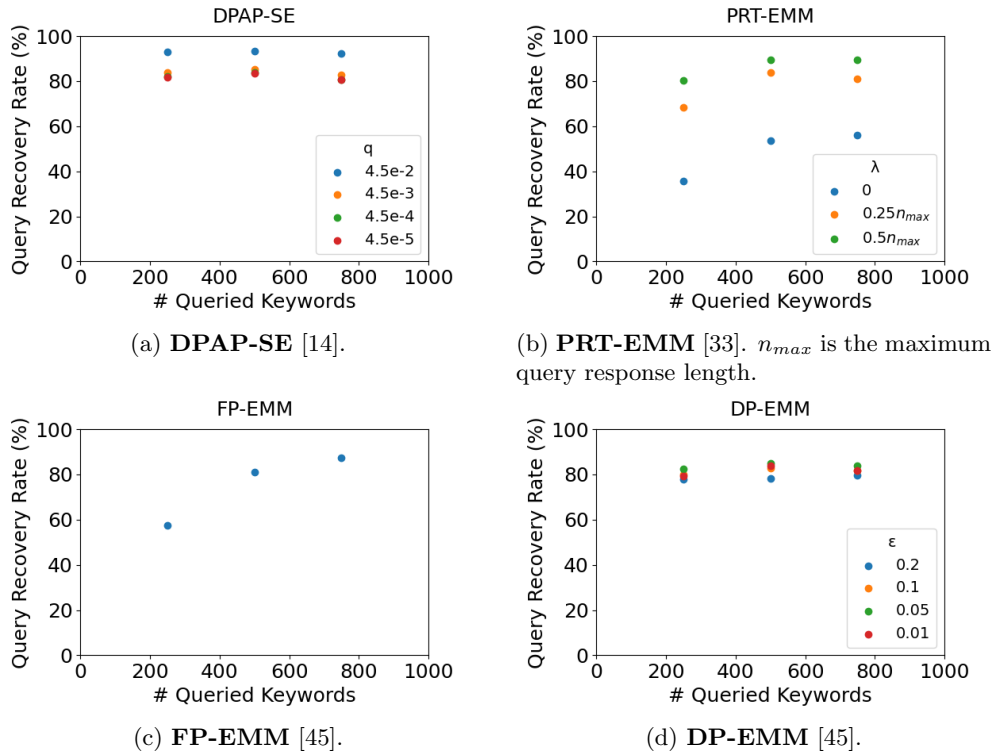 DPAP-SE
Query Recovery Rate (%)
100
80
60
40
20
0
q
4.5e-2
4.5e-3
4.5e-4
4.5e-5
0 200 400 600 800 1000
# Queried Keywords
(a) DPAP-SE [14].
PRT-EMM
Query Recovery Rate (%)
100
80
60
40
20
0
λ
0
0.25n_{max}
0.5n_{max}
0 200 400 600 800 1000
# Queried Keywords
(b) PRT-EMM [33]. n_{max} is the maximum
query response length.
FP-EMM
Query Recovery Rate (%)
100
80
60
40
20
0
0 200 400 600 800 1000
# Queried Keywords
(c) FP-EMM [45].
DP-EMM
Query Recovery Rate (%)
100
80
60
40
20
0
ε
0.2
0.1
0.05
0.01
0 200 400 600 800 1000
# Queried Keywords
(d) DP-EMM [45].